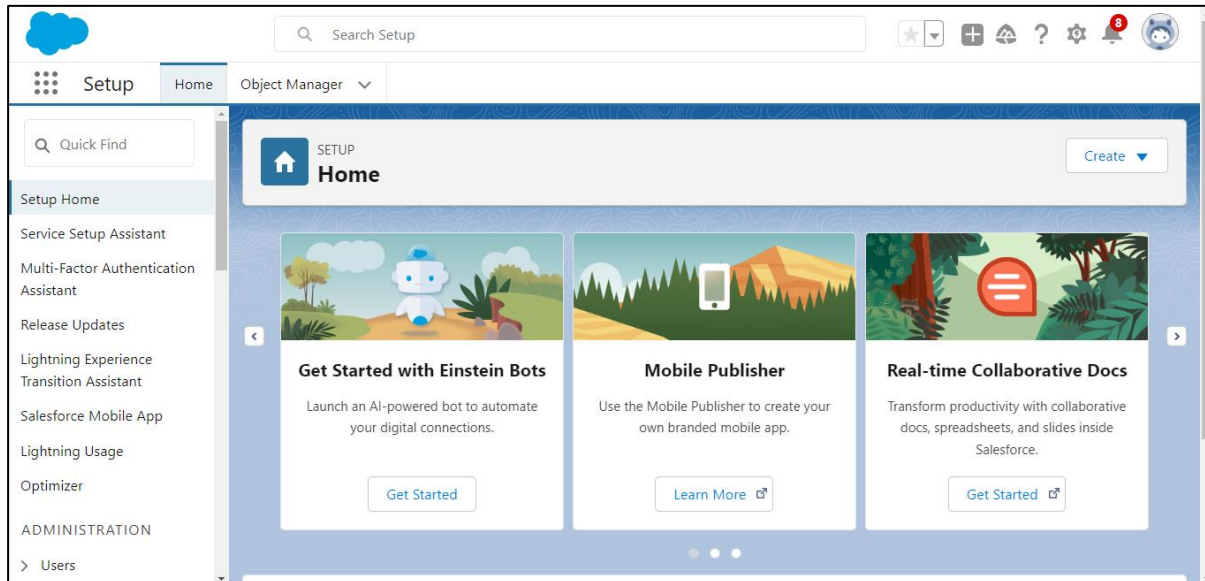 Search Setup
8
Setup
Home
Object Manager
Quick Find
Setup Home
Service Setup Assistant
Multi-Factor Authentication
Assistant
Release Updates
Lightning Experience
Transition Assistant
Salesforce Mobile App
Lightning Usage
Optimizer
ADMINISTRATION
Users
SETUP
Home
Create
Get Started with Einstein Bots
Launch an AI-powered bot to automate
your digital connections.
Get Started
Mobile Publisher
Use the Mobile Publisher to create your
own branded mobile app.
Learn More
Real-time Collaborative Docs
Transform productivity with collaborative
docs, spreadsheets, and slides inside
Salesforce.
Get Started